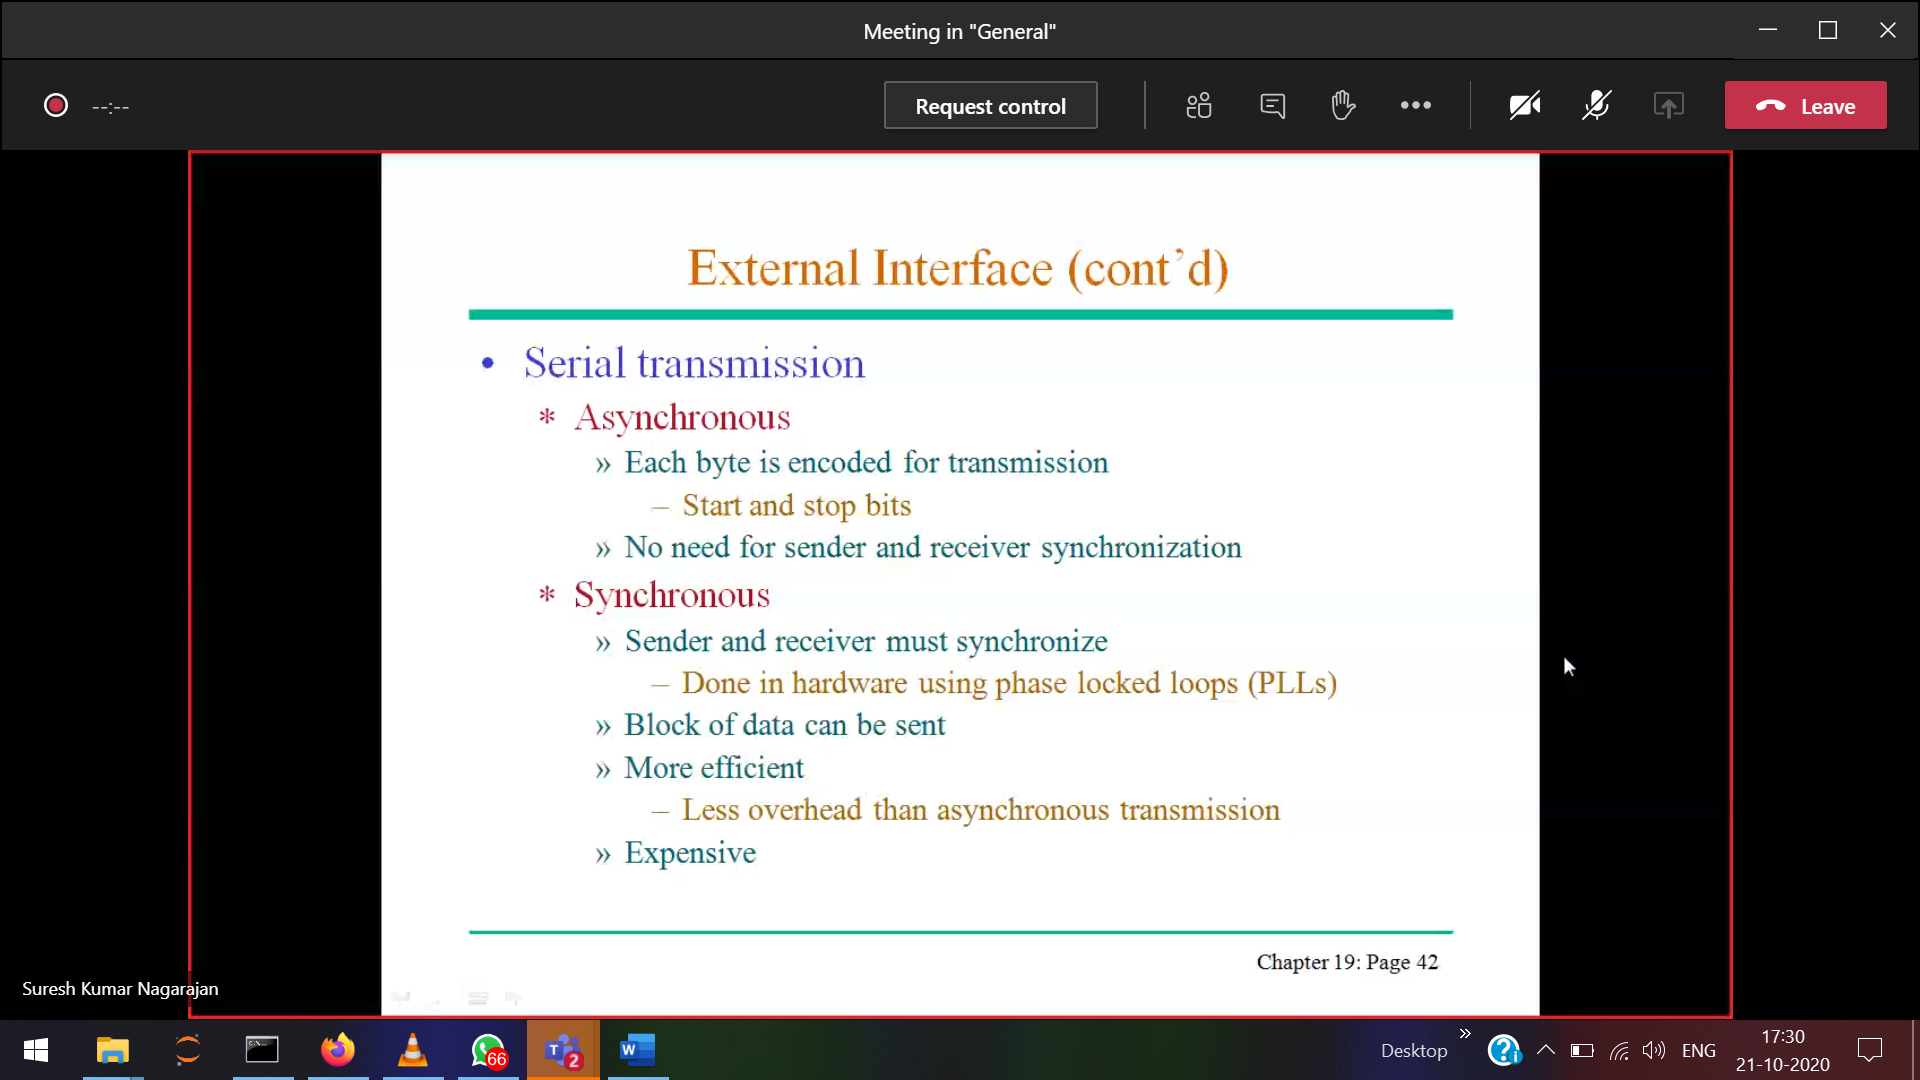 Meeting in "General"
--:--
Request control
Leave
External Interface (cont’d)
• Serial transmission
* Asynchronous
» Each byte is encoded for transmission
– Start and stop bits
» No need for sender and receiver synchronization
* Synchronous
» Sender and receiver must synchronize
– Done in hardware using phase locked loops (PLLs)
» Block of data can be sent
» More efficient
– Less overhead than asynchronous transmission
» Expensive
Chapter 19: Page 42
Suresh Kumar Nagarajan
66
T
2
W
Desktop
»
ENG
17:30
21-10-2020